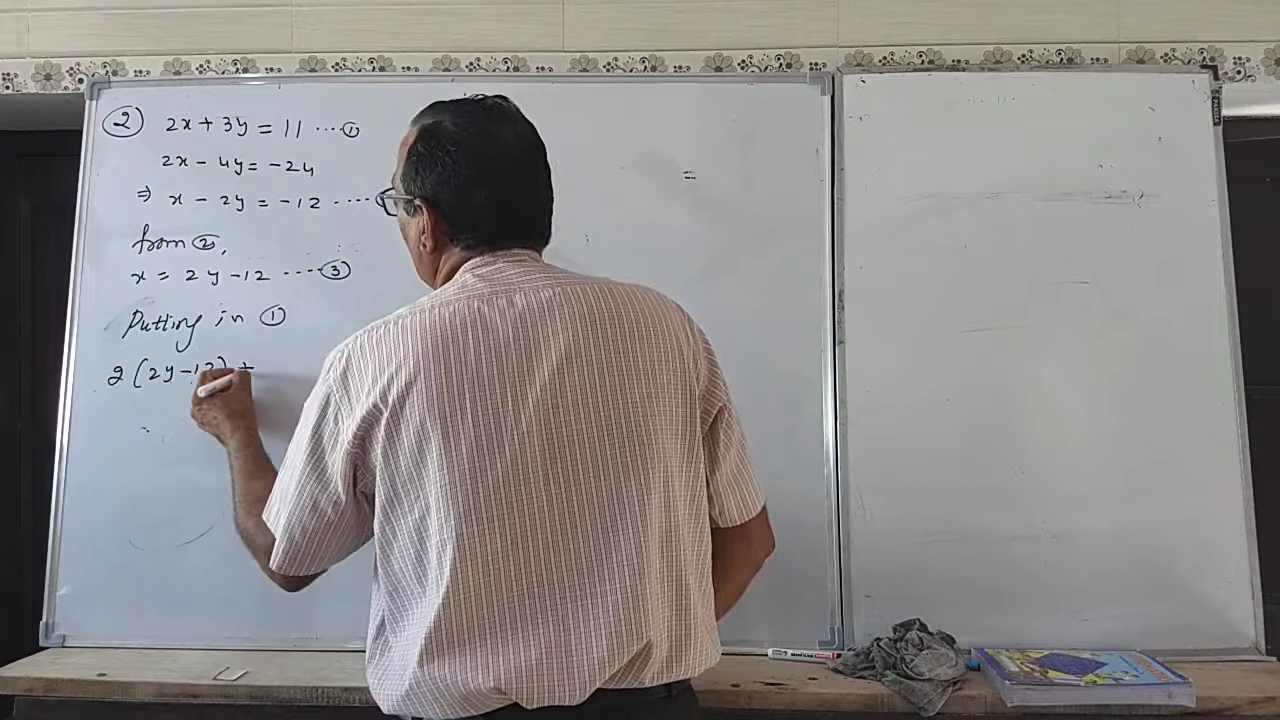 ② 2x + 3y = 11 ....①
2x - 4y = -24
⇒ x - 2y = -12 ....
from ②,
x = 2y - 12 ....③
Putting in ①
2 (2y - 12) +
=